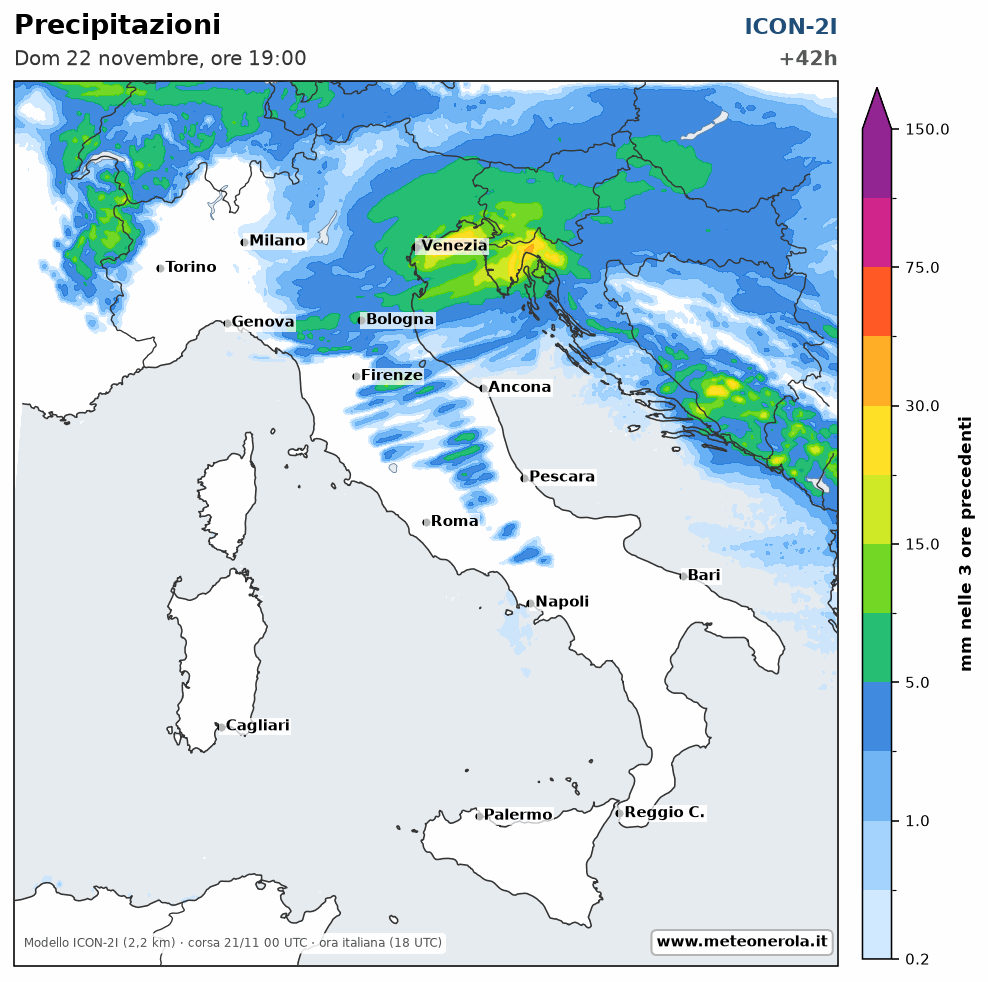 Precipitazioni
ICON-2I
Dom 22 novembre, ore 19:00
+42h
150.0
75.0
30.0
15.0
5.0
1.0
0.2
mm nelle 3 ore precedenti
Milano
Venezia
Torino
Genova
Bologna
Firenze
Ancona
Pescara
Roma
Bari
Napoli
Cagliari
Palermo
Reggio C.
Modello ICON-2I (2,2 km) · corsa 21/11 00 UTC · ora italiana (18 UTC)
www.meteonerola.it